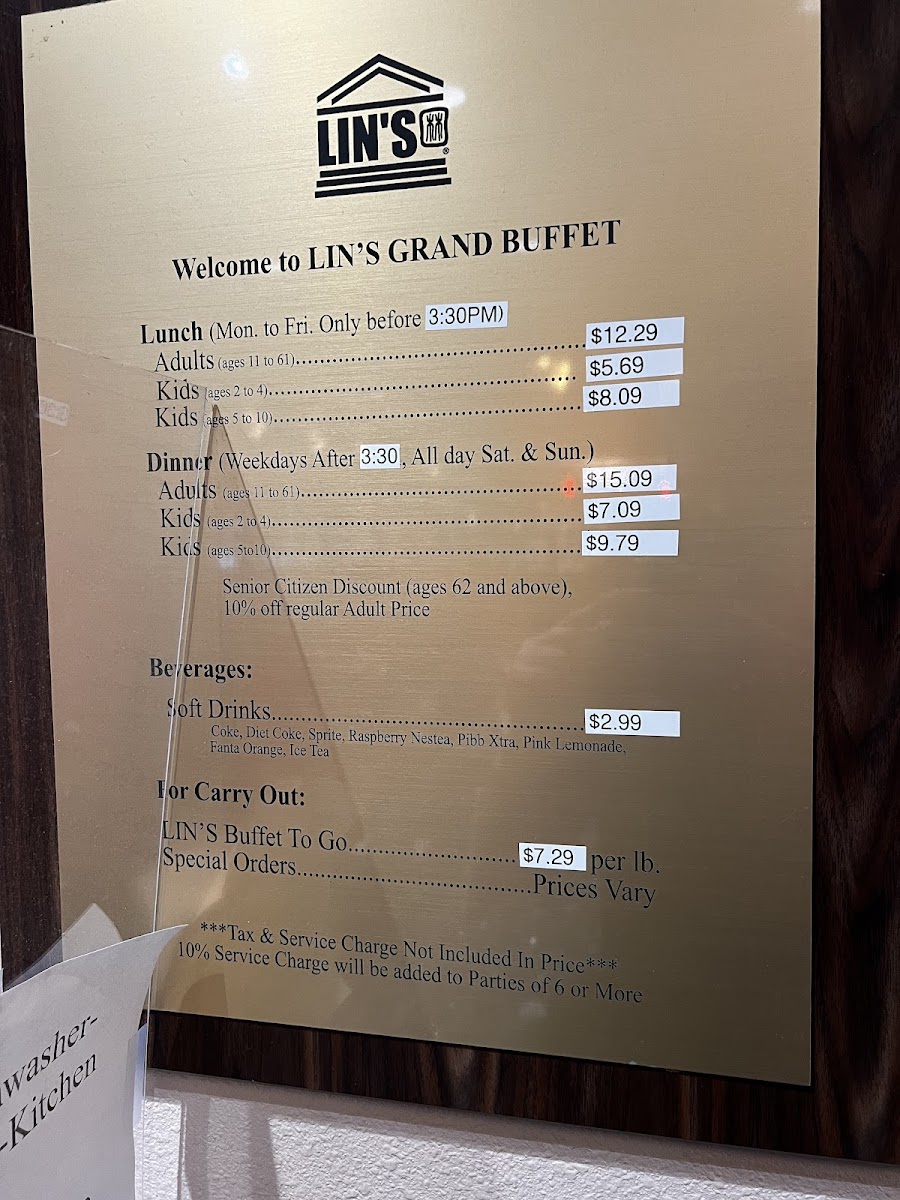 LIN'S林®
Welcome to LIN'S GRAND BUFFET
Lunch (Mon. to Fri. Only before 3:30PM)
Adults (ages 11 to 61)........ $12.29
Kids (ages 2 to 4)........ $5.69
Kids (ages 5 to 10)........ $8.09
Dinner (Weekdays After 3:30, All day Sat. & Sun.)
Adults (ages 11 to 61)........ $15.09
Kids (ages 2 to 4)........ $7.09
Kids (ages 5to10)........ $9.79
Senior Citizen Discount (ages 62 and above),
10% off regular Adult Price
Beverages:
Soft Drinks........ $2.99
Coke, Diet Coke, Sprite, Raspberry Nestea, Pibb Xtra, Pink Lemonade,
Fanta Orange, Ice Tea
For Carry Out:
LIN'S Buffet To Go........ $7.29 per lb.
Special Orders........Prices Vary
***Tax & Service Charge Not Included In Price***
10% Service Charge will be added to Parties of 6 or More
washer-
-Kitchen